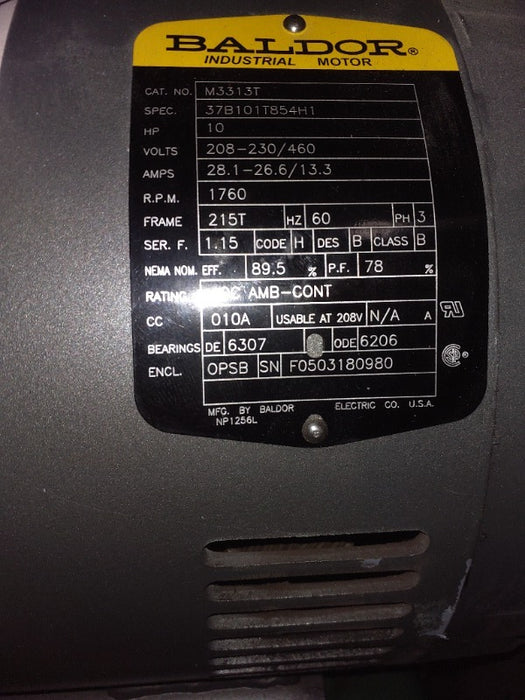 BALDOR®
INDUSTRIAL MOTOR
CAT. NO. M3313T
SPEC. 37B101T854H1
HP 10
VOLTS 208-230/460
AMPS 28.1-26.6/13.3
R.P.M. 1760
FRAME 215T HZ 60 PH 3
SER. F. 1.15 CODE H DES B CLASS B
NEMA NOM. EFF. 89.5 % P.F. 78 %
RATING AMB-CONT
CC 010A USABLE AT 208V N/A A
BEARINGS DE 6307 ODE 6206
ENCL. OPSB SN F0503180980
MFG. BY BALDOR ELECTRIC CO. U.S.A.
NP1256L